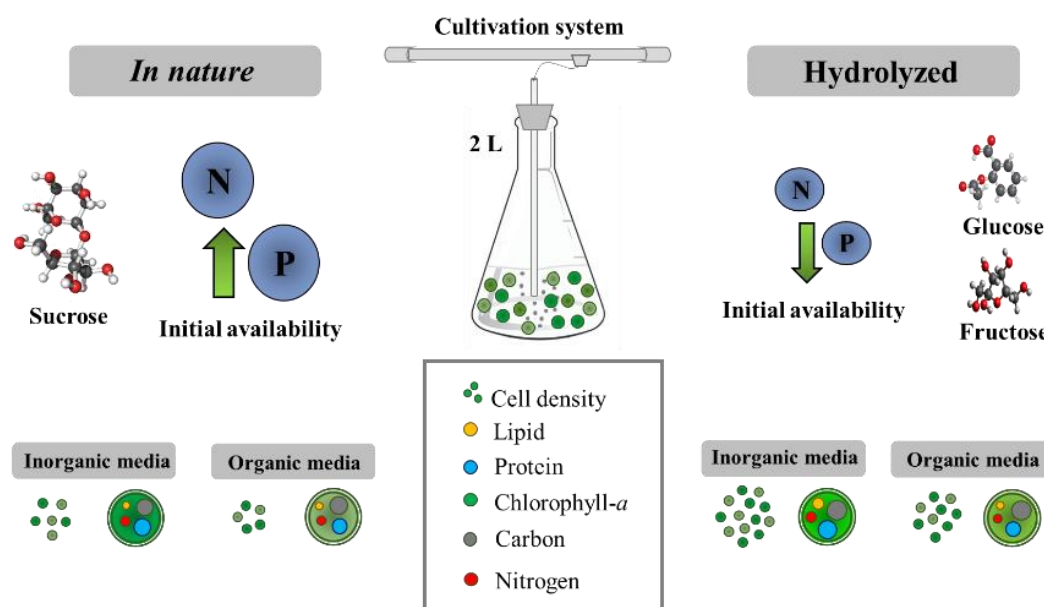 Cultivation system
In nature
Hydrolyzed
2 L
N
P
Sucrose
Initial availability
N
P
Initial availability
Glucose
Fructose
Cell density
Lipid
Protein
Chlorophyll-a
Carbon
Nitrogen
Inorganic media
Organic media
Inorganic media
Organic media